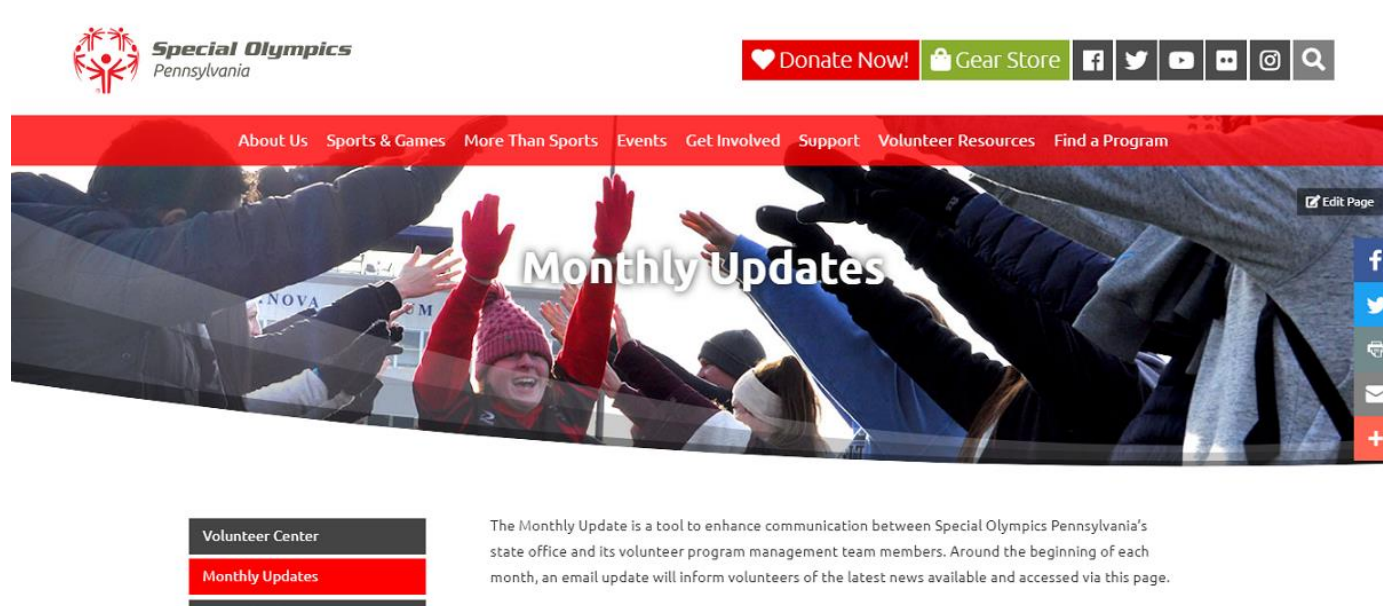 Special Olympics
Pennsylvania
Donate Now!
Gear Store
About Us Sports & Games More Than Sports Events Get Involved Support Volunteer Resources Find a Program
Edit Page
Monthly Updates
NOVA
UM
Volunteer Center
Monthly Updates
The Monthly Update is a tool to enhance communication between Special Olympics Pennsylvania's
state office and its volunteer program management team members. Around the beginning of each
month, an email update will inform volunteers of the latest news available and accessed via this page.